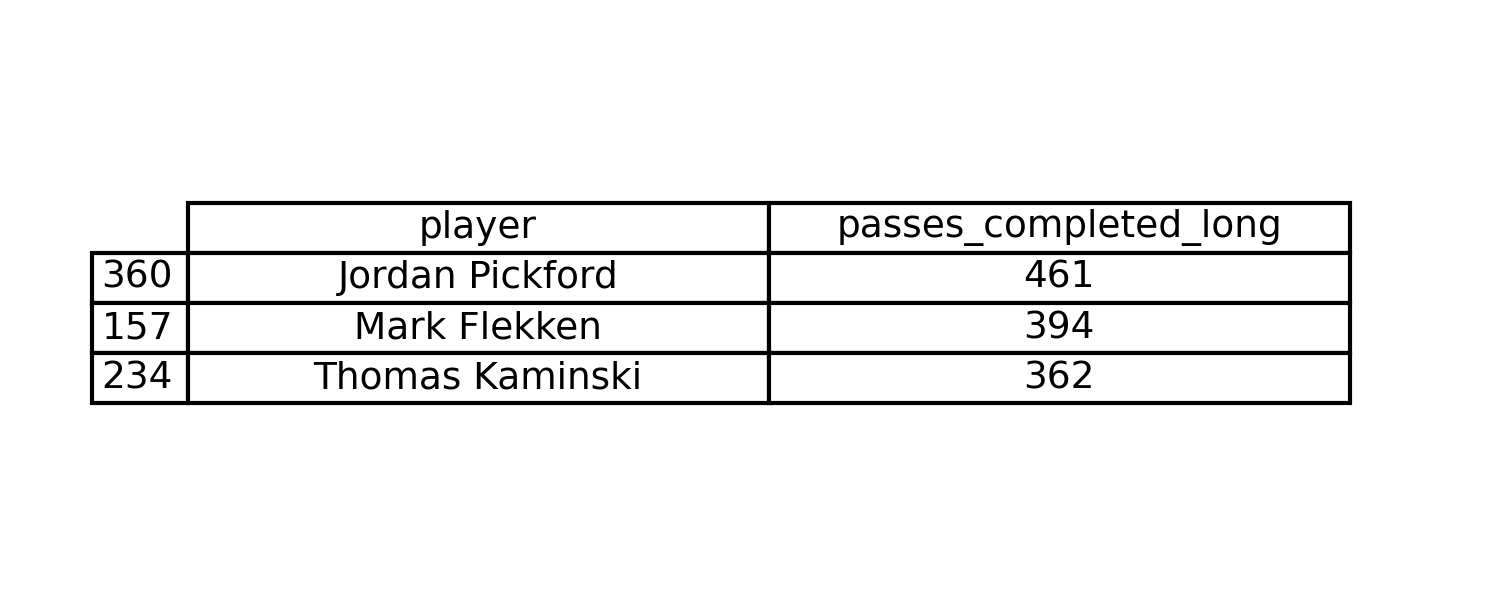 player passes_completed_long
360 Jordan Pickford 461
157 Mark Flekken 394
234 Thomas Kaminski 362